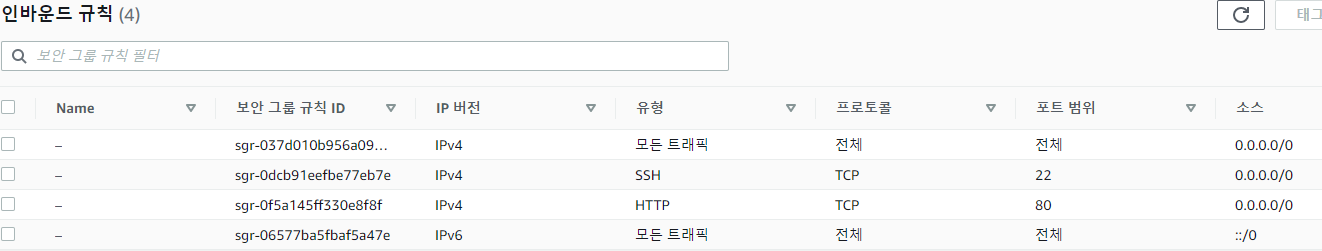 인바운드 규칙 (4)
태그
보안 그룹 규칙 필터
Name 보안 그룹 규칙 ID IP 버전 유형 프로토콜 포트 범위 소스
– sgr-037d010b956a09... IPv4 모든 트래픽 전체 전체 0.0.0.0/0
– sgr-0dcb91eefbe77eb7e IPv4 SSH TCP 22 0.0.0.0/0
– sgr-0f5a145ff330e8f8f IPv4 HTTP TCP 80 0.0.0.0/0
– sgr-06577ba5fbaf5a47e IPv6 모든 트래픽 전체 전체 ::/0